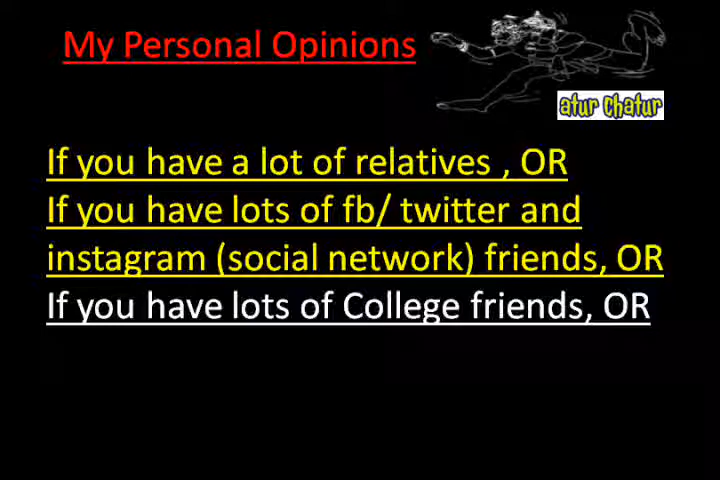 My Personal Opinions
atur chatur
If you have a lot of relatives , OR
If you have lots of fb/ twitter and
instagram (social network) friends, OR
If you have lots of College friends, OR